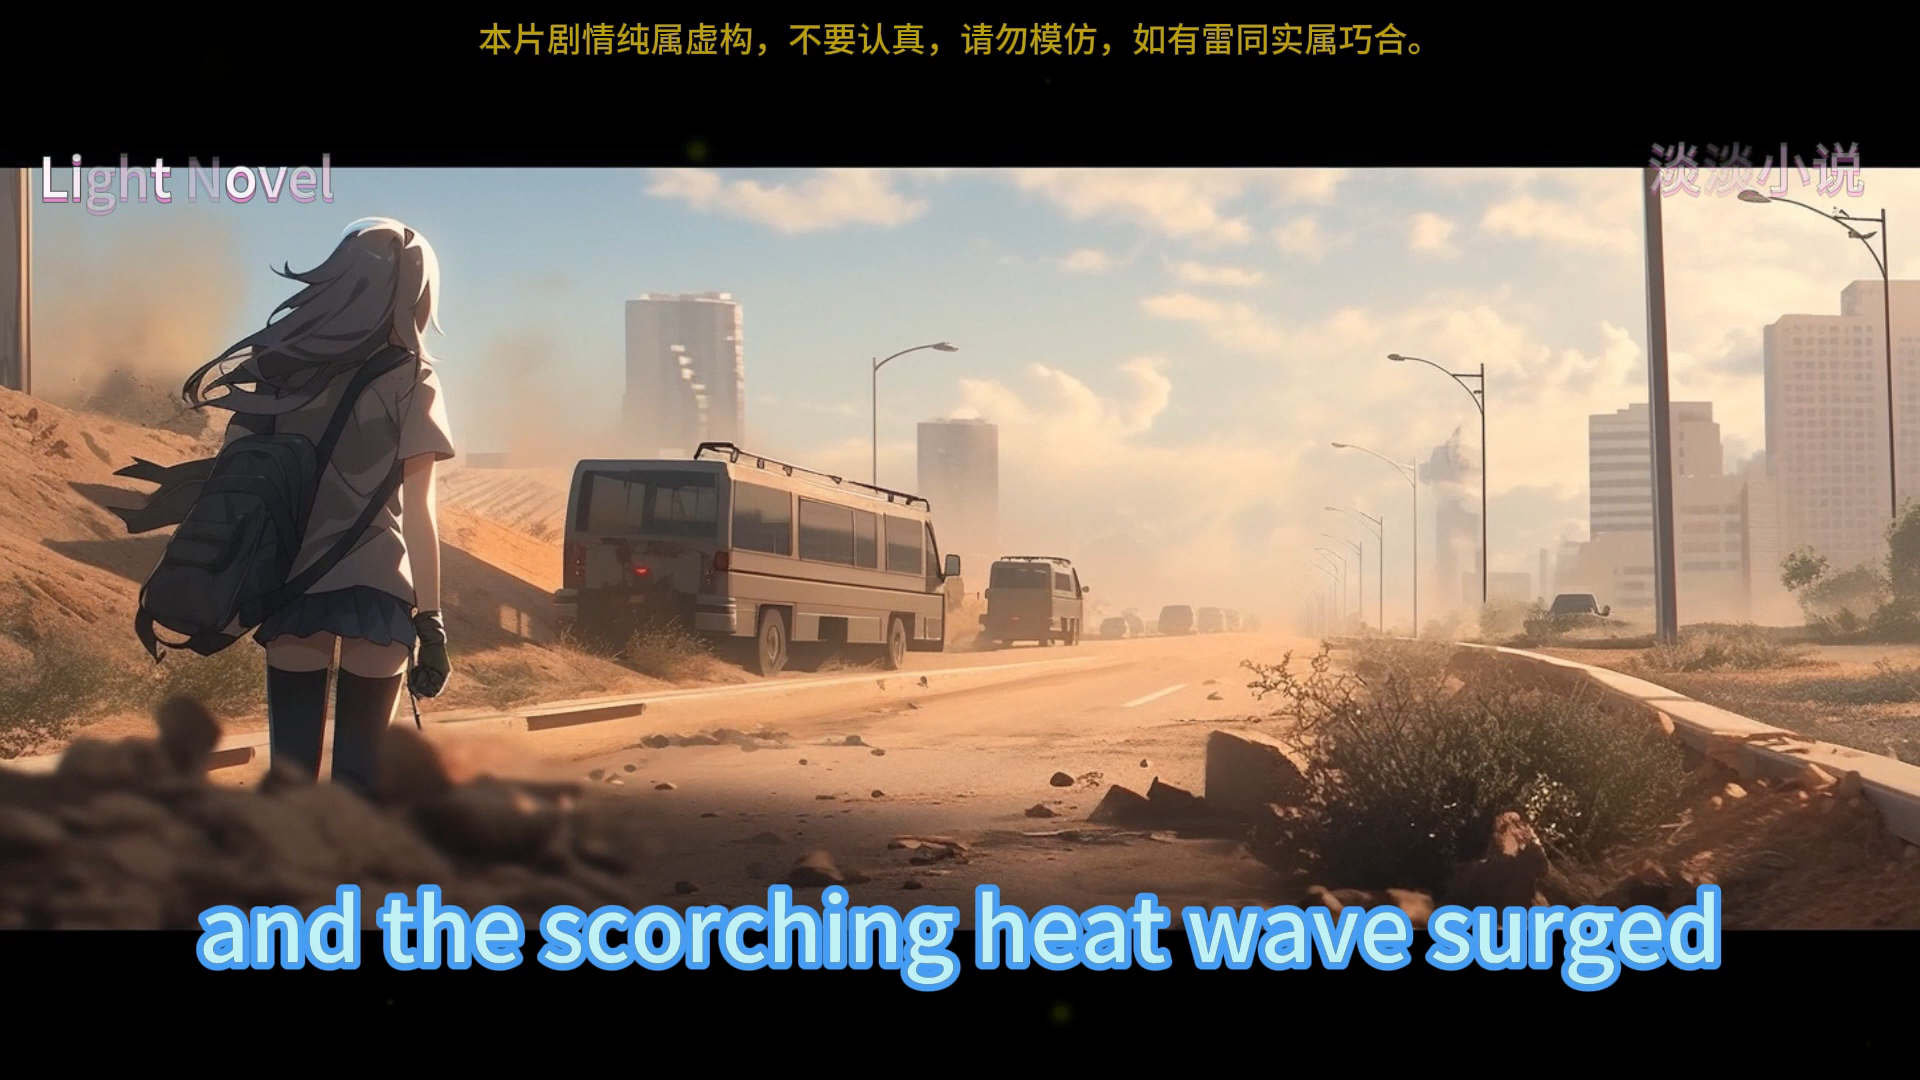 本片剧情纯属虚构，不要认真，请勿模仿，如有雷同实属巧合。
Light Novel
淡淡小说
and the scorching heat wave surged